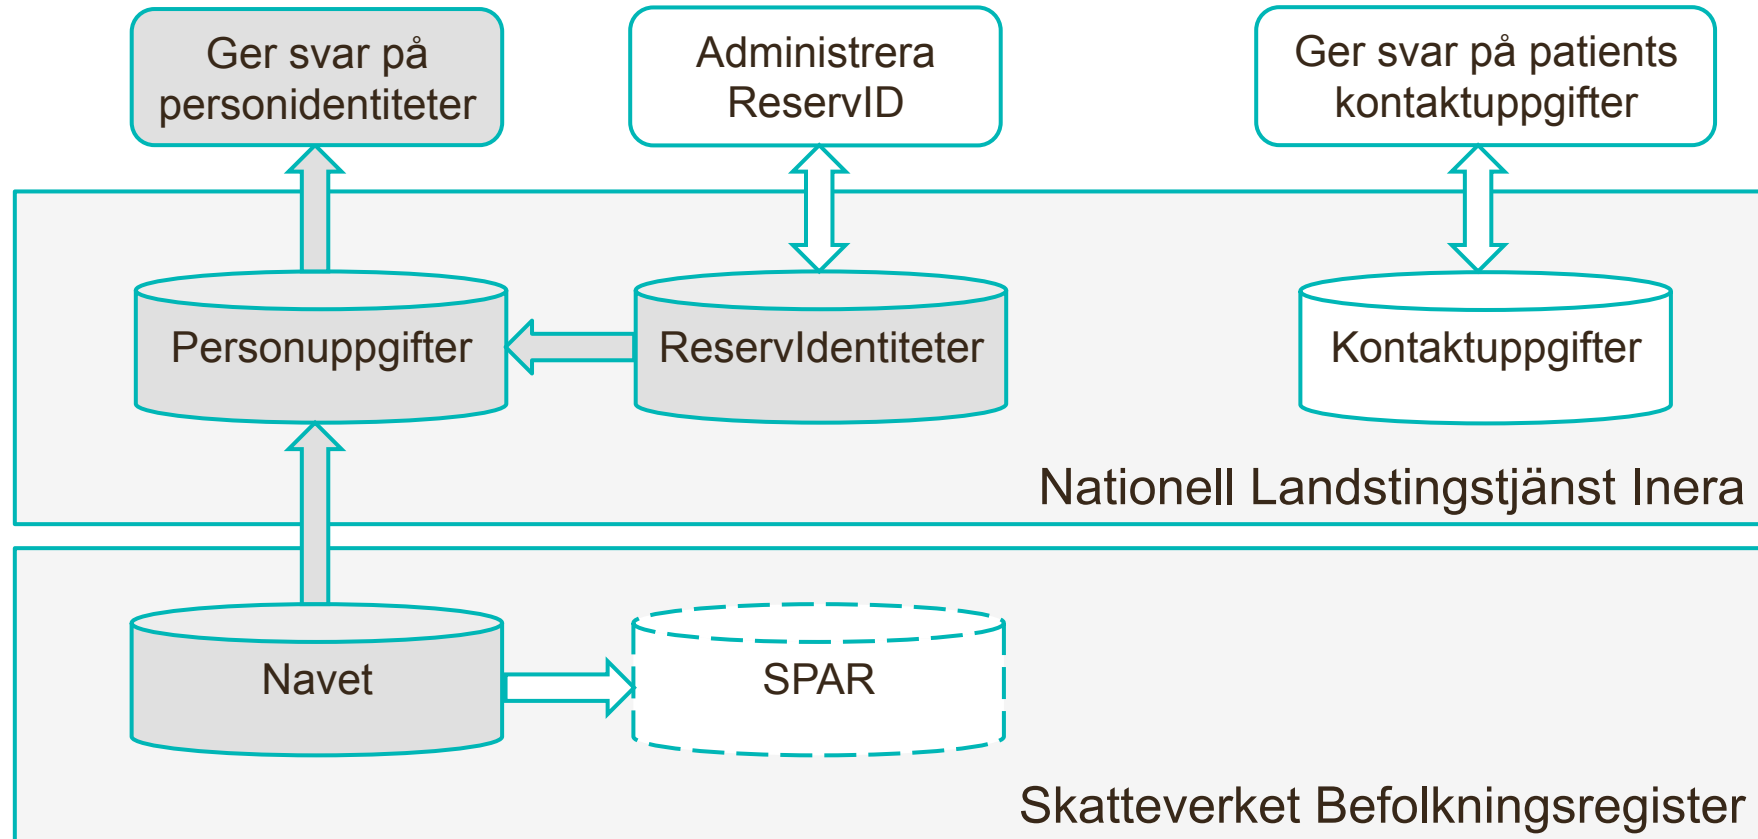 Ger svar på
personidentiteter
Administrera
ReservID
Ger svar på patients
kontaktuppgifter
Personuppgifter
ReservIdentiteter
Kontaktuppgifter
Nationell Landstingstjänst Inera
Navet
SPAR
Skatteverket Befolkningsregister